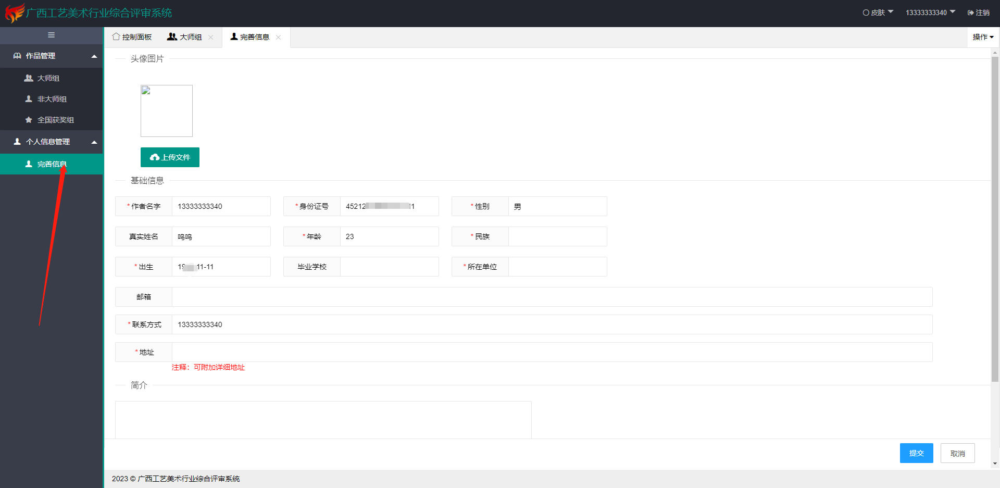 广西工艺美术行业综合评审系统
皮肤
13333333340
注销
控制面板
大师组
完善信息
操作
作品管理
大师组
非大师组
全国获奖组
个人信息管理
完善信息
头像图片
上传文件
基础信息
*作者名字 13333333340
*身份证号 45212 11
*性别 男
真实姓名 呜呜
*年龄 23
*民族
*出生 19 11-11
毕业学校
*所在单位
邮箱
*联系方式 13333333340
*地址
注释：可附加详细地址
简介
提交
取消
2023 © 广西工艺美术行业综合评审系统